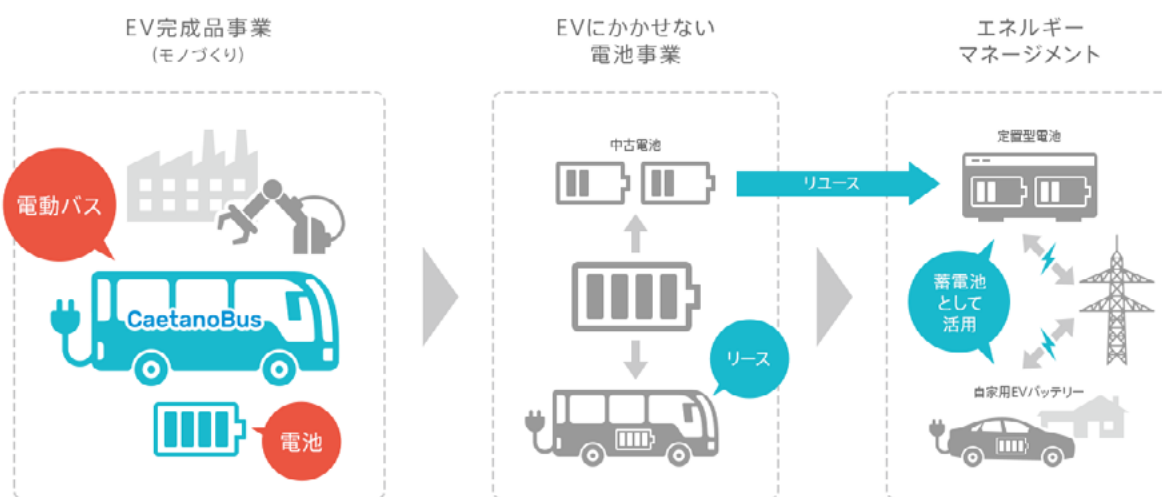 EV完成品事業
(モノづくり)
電動バス
CaetanoBus
電池
EVにかかせない
電池事業
中古電池
リユース
リース
エネルギー
マネージメント
定置型電池
蓄電池
として
活用
自家用EVバッテリー